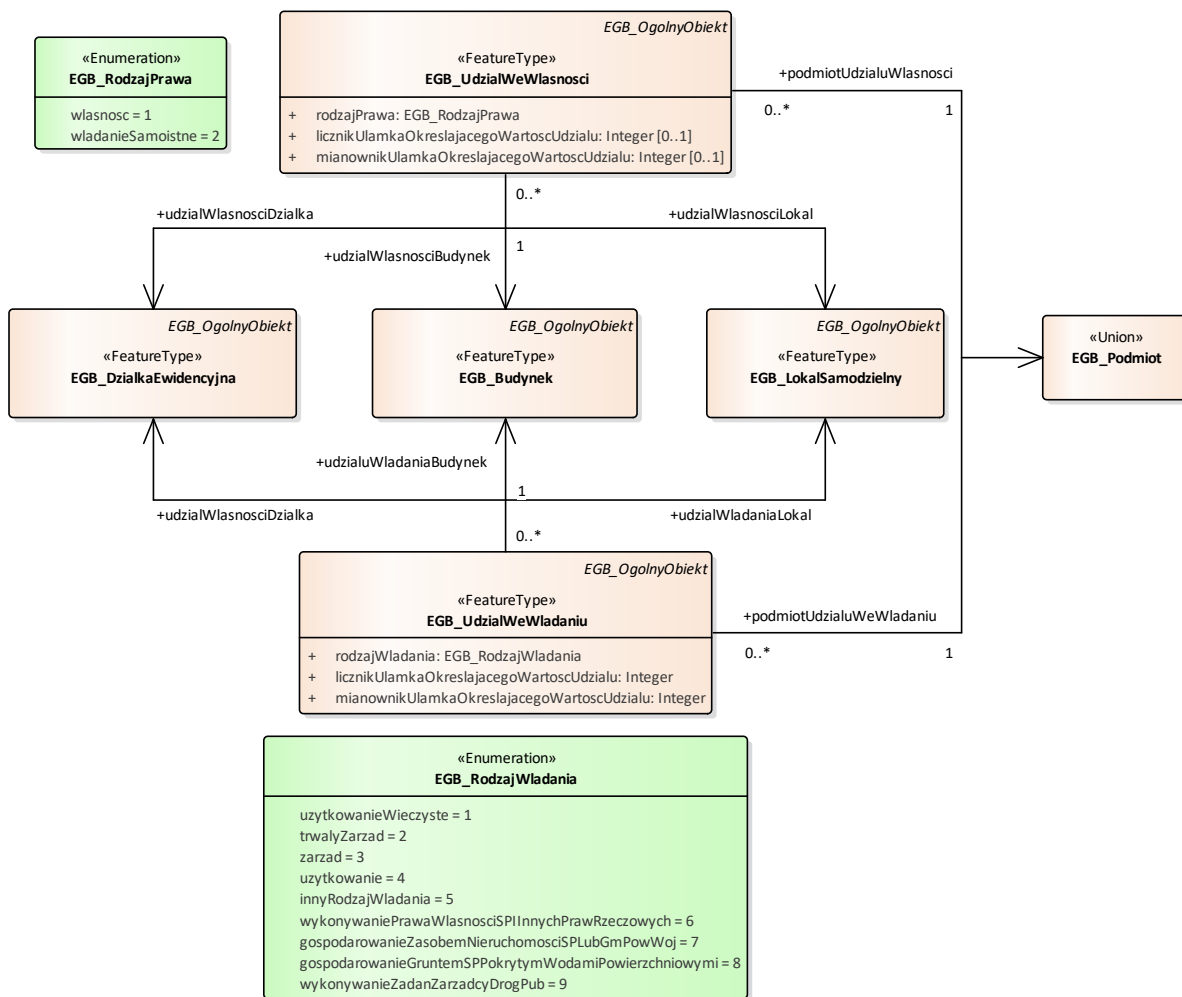 EGB_OgolnyObiekt
«FeatureType»
EGB_UdzialWeWlasnosci
+ rodzajPrawa: EGB_RodzajPrawa
+ licznikUlamkaOkreslajacegoWartoscUdzialu: Integer [0..1]
+ mianownikUlamkaOkreslajacegoWartoscUdzialu: Integer [0..1]
«Enumeration»
EGB_RodzajPrawa
wlasnosc = 1
wladanieSamoistne = 2
+podmiotUdzialuWlasnosci
0..*
1
0..*
+udzialWlasnosciDzialka
+udzialWlasnosciLokal
1
+udzialWlasnosciBudynek
EGB_OgolnyObiekt
«FeatureType»
EGB_DzialkaEwidencyjna
EGB_OgolnyObiekt
«FeatureType»
EGB_Budynek
EGB_OgolnyObiekt
«FeatureType»
EGB_LokalSamodzielny
«Union»
EGB_Podmiot
+udzialuWladaniaBudynek
1
+udzialWlasnosciDzialka
+udzialWladaniaLokal
0..*
EGB_OgolnyObiekt
«FeatureType»
EGB_UdzialWeWladaniu
+ rodzajWladania: EGB_RodzajWladania
+ licznikUlamkaOkreslajacegoWartoscUdzialu: Integer
+ mianownikUlamkaOkreslajacegoWartoscUdzialu: Integer
+podmiotUdzialuWeWladaniu
0..*
1
«Enumeration»
EGB_RodzajWladania
uzytkowanieWieczyste = 1
trwalyZarzad = 2
zarzad = 3
uzytkowanie = 4
innyRodzajWladania = 5
wykonywaniePrawaWlasnosciSPIInnychPrawRzeczowych = 6
gospodarowanieZasobemNieruchomosciSPLubGmPowWoj = 7
gospodarowanieGruntemSPPokrytymWodamiPowierzchniowymi = 8
wykonywanieZadanZarzadcyDrogPub = 9